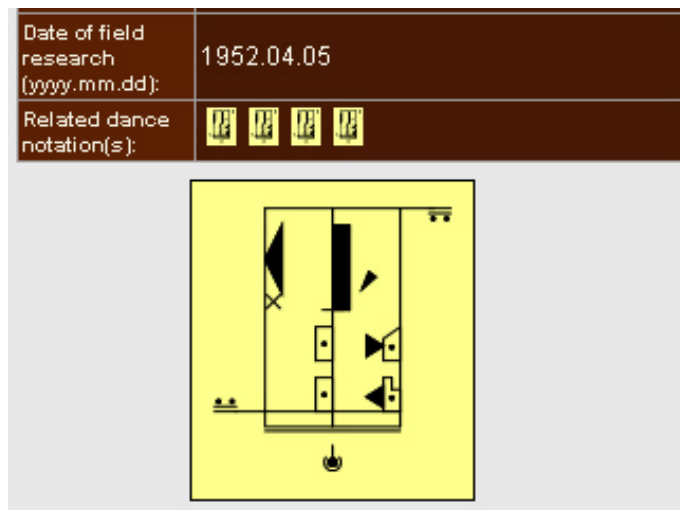 Date of field
research
(yyyy.mm.dd):
1952.04.05
Related dance
notation(s):